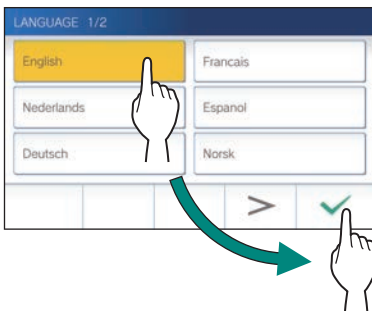 LANGUAGE 1/2
English
Francais
Nederlands
Espanol
Deutsch
Norsk
>